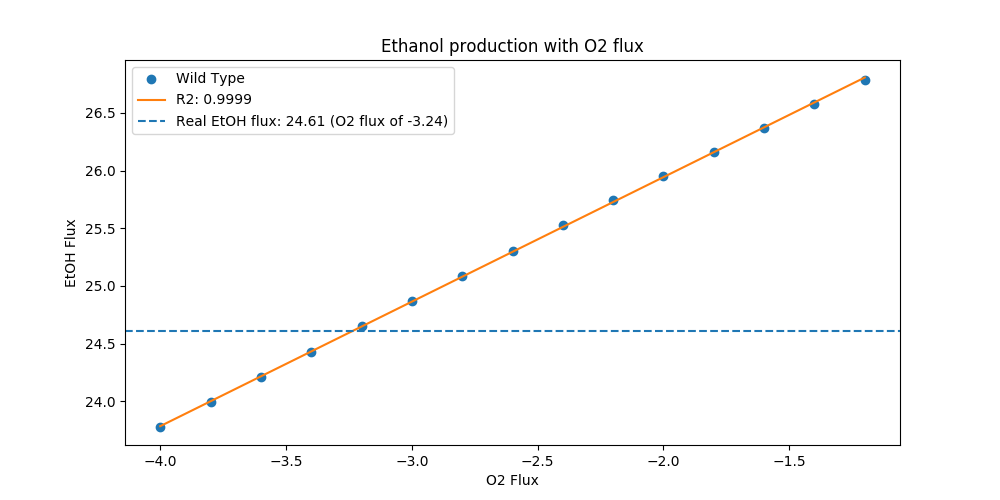 Ethanol production with O2 flux
Wild Type
R2: 0.9999
Real EtOH flux: 24.61 (O2 flux of -3.24)
EtOH Flux
26.5
26.0
25.5
25.0
24.5
24.0
−4.0 −3.5 −3.0 −2.5 −2.0 −1.5
O2 Flux